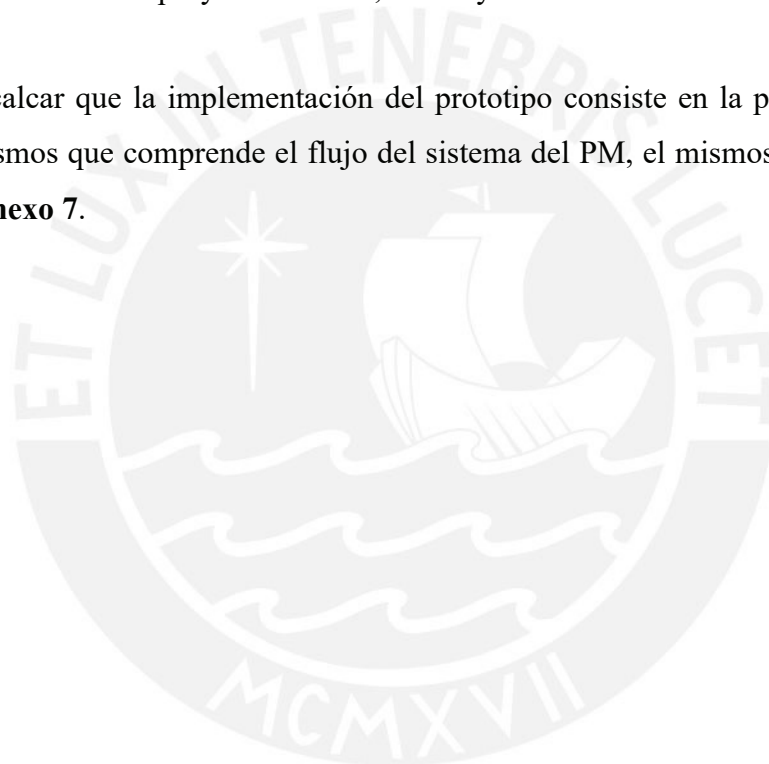 alcar que la implementación del prototipo consiste en la p
smos que comprende el flujo del sistema del PM, el mismos
nexo 7.
ET LUX IN TENEBRIS LUCET
MCMXVII